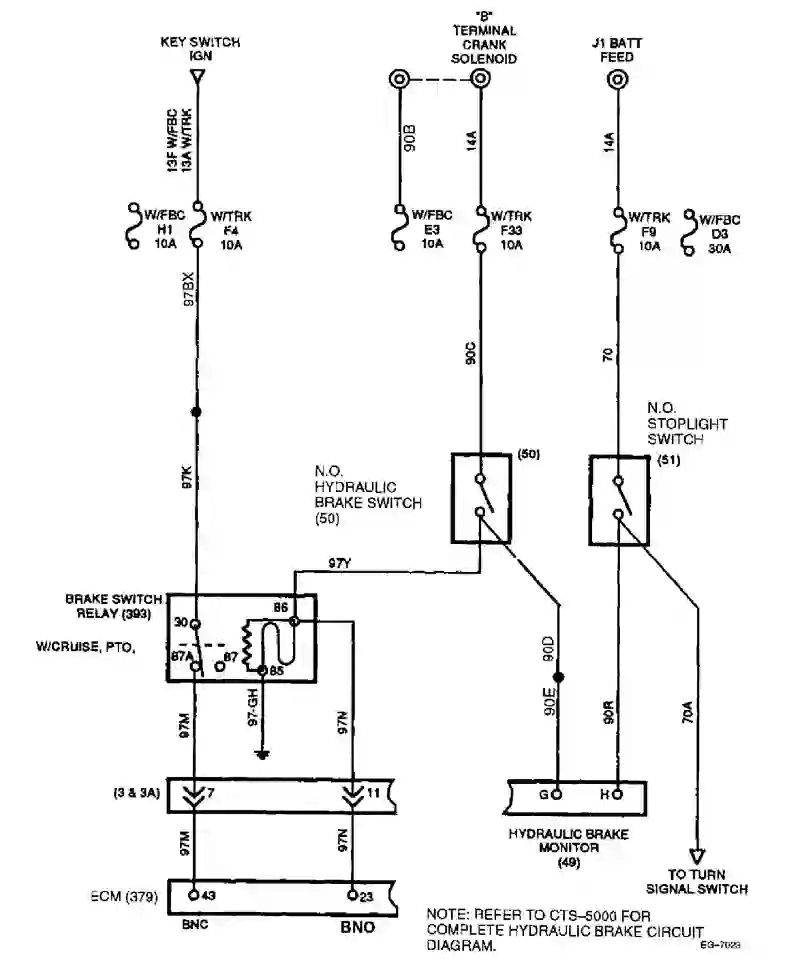 KEY SWITCH
IGN
"B"
TERMINAL
CRANK
SOLENOID
J1 BATT
FEED
13F W/FBC
13A W/TRK
90B
14A
14A
W/FBC
H1
10A
W/TRK
F4
10A
W/FBC
E3
10A
W/TRK
F33
10A
W/TRK
F9
10A
W/FBC
D3
30A
97BX
90C
70
N.O.
STOPLIGHT
SWITCH
(51)
(50)
97K
N.O.
HYDRAULIC
BRAKE SWITCH
(50)
97Y
BRAKE SWITCH
RELAY (393)
W/CRUISE, PTO,
30
86
87A
87
85
97M
97-GH
97N
90D
90E
90R
70A
(3 & 3A)
7
11
G
H
HYDRAULIC BRAKE
MONITOR
(49)
97M
97N
TO TURN
SIGNAL SWITCH
ECM (379)
43
23
BNC
BNO
NOTE: REFER TO CTS-5000 FOR
COMPLETE HYDRAULIC BRAKE CIRCUIT
DIAGRAM.
EG-7023